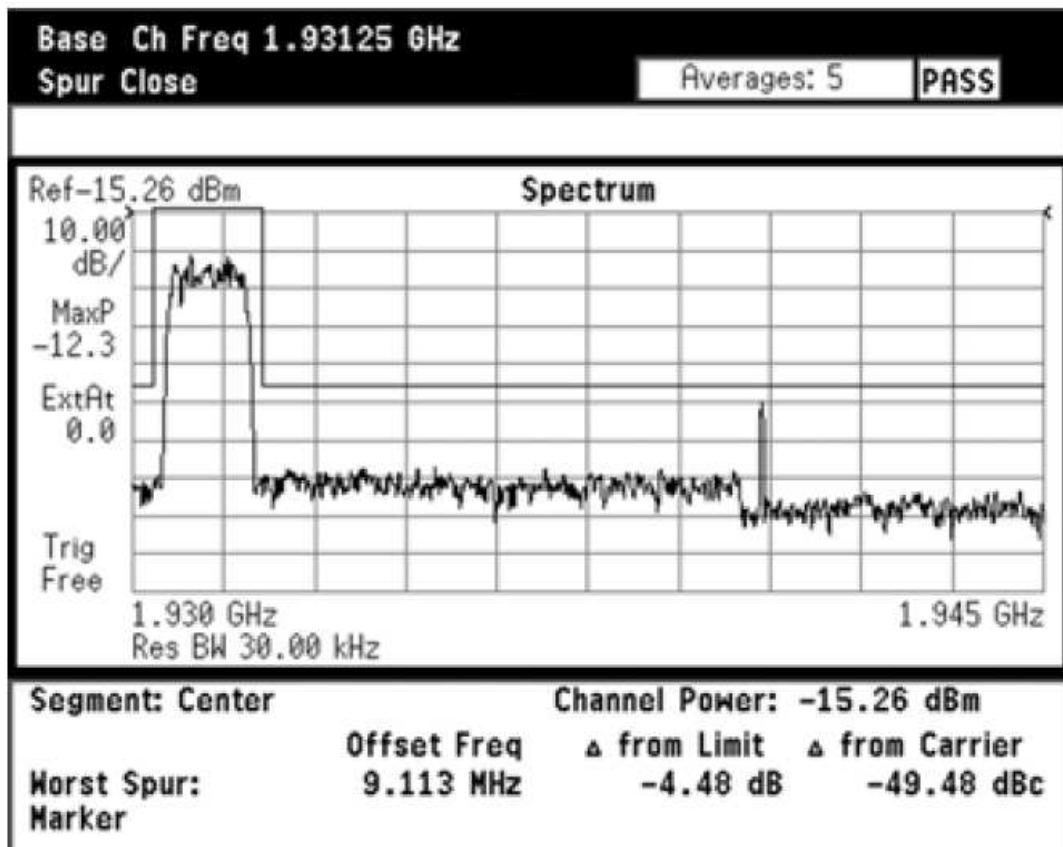 Base Ch Freq 1.93125 GHz
Spur Close
Averages: 5 PASS
Ref-15.26 dBm
Spectrum
10.00
dB/
MaxP
-12.3
ExtAt
0.0
Trig
Free
1.930 GHz 1.945 GHz
Res BW 30.00 kHz
Segment: Center Channel Power: -15.26 dBm
Offset Freq Δ from Limit Δ from Carrier
Worst Spur: 9.113 MHz -4.48 dB -49.48 dBc
Marker